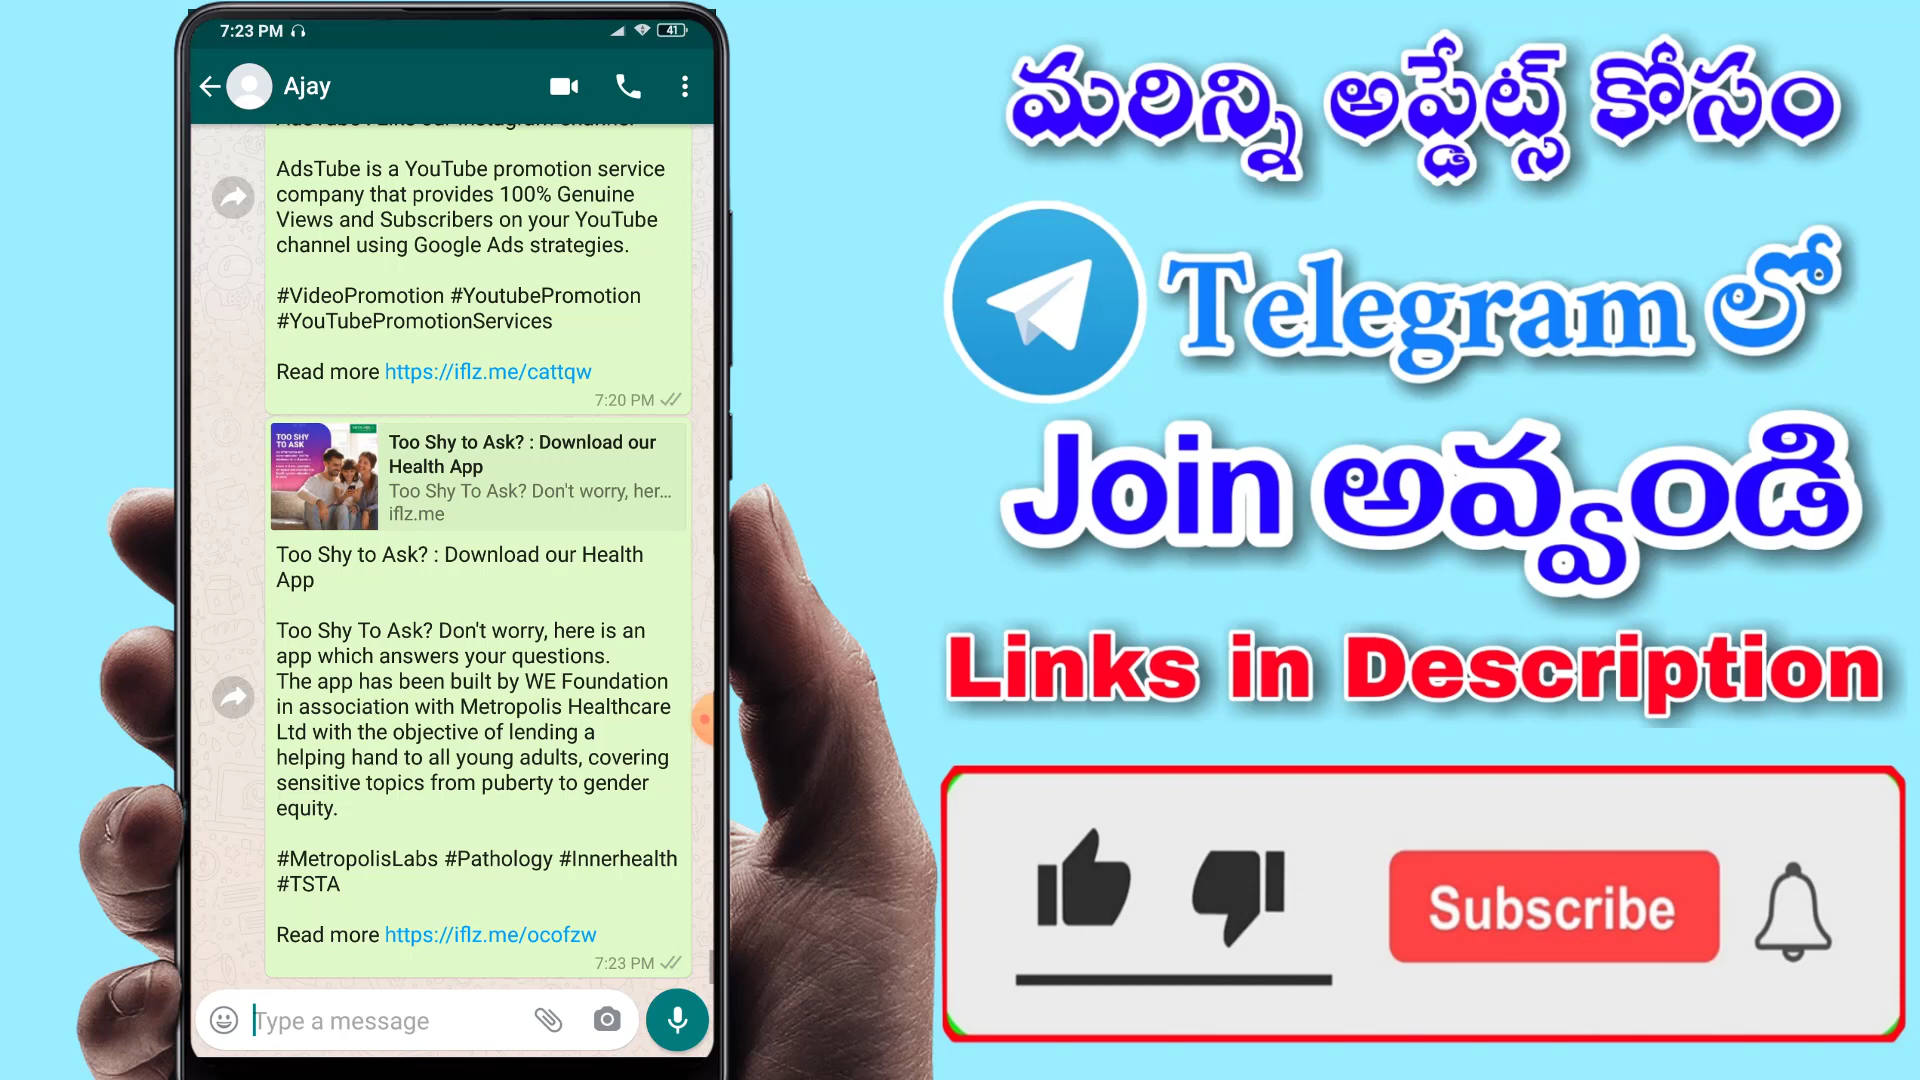 7:23 PM
41
Ajay
AdsTube is a YouTube promotion service
company that provides 100% Genuine
Views and Subscribers on your YouTube
channel using Google Ads strategies.
#VideoPromotion #YoutubePromotion
#YouTubePromotionServices
Read more https://iflz.me/cattqw
7:20 PM
TOO SHY
TO ASK
Too Shy to Ask? : Download our
Health App
Too Shy To Ask? Don't worry, her...
iflz.me
Too Shy to Ask? : Download our Health
App
Too Shy To Ask? Don't worry, here is an
app which answers your questions.
The app has been built by WE Foundation
in association with Metropolis Healthcare
Ltd with the objective of lending a
helping hand to all young adults, covering
sensitive topics from puberty to gender
equity.
#MetropolisLabs #Pathology #Innerhealth
#TSTA
Read more https://iflz.me/ocofzw
7:23 PM
Type a message
మరిన్ని అప్డేట్స్ కోసం
Telegram లో
Join అవ్వండి
Links in Description
Subscribe